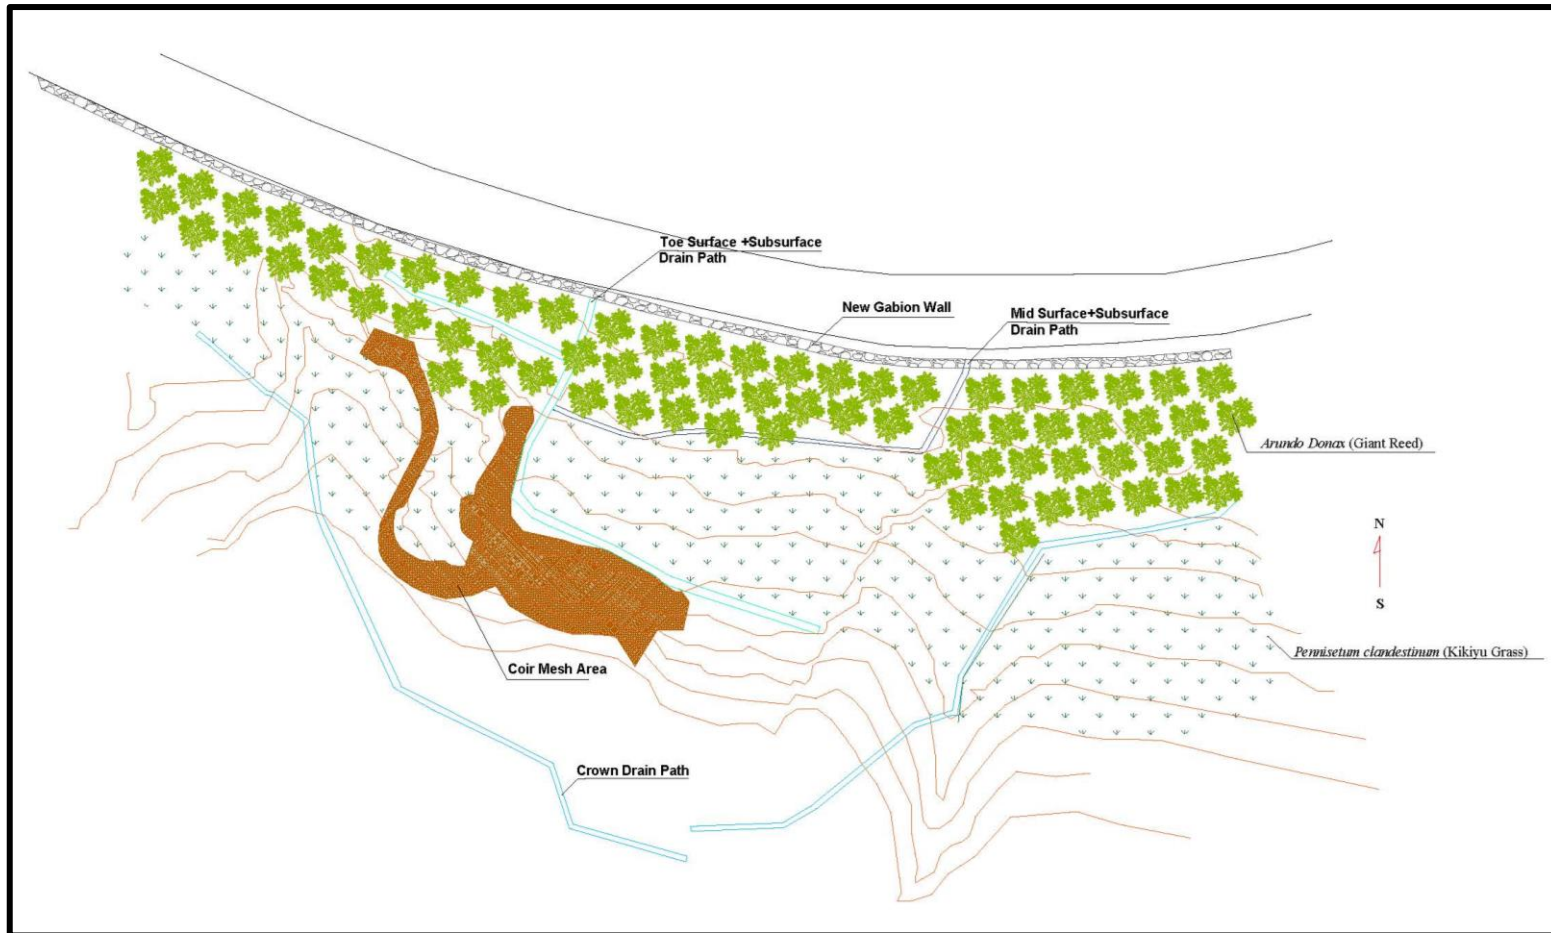 Toe Surface +Subsurface
Drain Path
New Gabion Wall
Mid Surface+Subsurface
Drain Path
Arundo Donax (Giant Reed)
N
S
Pennisetum clandestinum (Kikiyu Grass)
Coir Mesh Area
Crown Drain Path